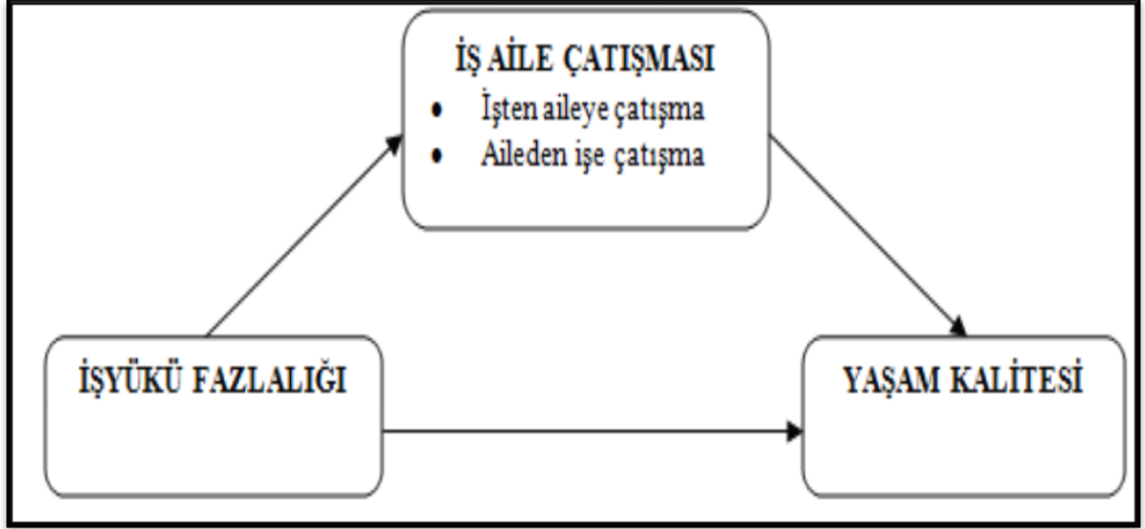 İŞ AİLE ÇATIŞMASI
• İşten aileye çatışma
• Aileden işe çatışma
İŞYÜKÜ FAZLALIĞI
YAŞAM KALİTESİ